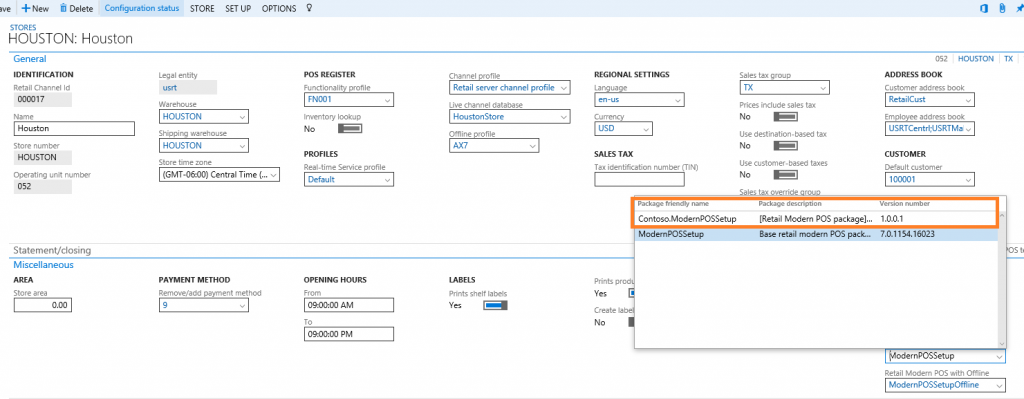 ave
+ New
Delete
Configuration status
STORE
SET UP
OPTIONS
STORES
HOUSTON: Houston
General
052
HOUSTON
TX
IDENTIFICATION
Retail Channel Id
000017
Name
Houston
Store number
HOUSTON
Operating unit number
052
Legal entity
usrt
Warehouse
HOUSTON
Shipping warehouse
HOUSTON
Store time zone
(GMT-06:00) Central Time (...
POS REGISTER
Functionality profile
FN001
Inventory lookup
No
PROFILES
Real-time Service profile
Default
Channel profile
Retail server channel profile
Live channel database
HoustonStore
Offline profile
AX7
REGIONAL SETTINGS
Language
en-us
Currency
USD
SALES TAX
Tax identification number (TIN)
Sales tax group
TX
Prices include sales tax
No
Use destination-based tax
No
Use customer-based taxes
No
Sales tax override group
ADDRESS BOOK
Customer address book
RetailCust
Employee address book
USRTCentrl;USRTMa
CUSTOMER
Default customer
100001
Package friendly name
Package description
Version number
Contoso.ModernPOSSetup
[Retail Modern POS package]...
1.0.0.1
ModernPOSSetup
Base retail modern POS pack...
7.0.1154.16023
Statement/closing
POS to
Miscellaneous
AREA
Store area
0.00
PAYMENT METHOD
Remove/add payment method
9
OPENING HOURS
From
09:00:00 AM
To
09:00:00 PM
LABELS
Prints shelf labels
Yes
Prints produ
Yes
Create label
No
ModernPOSSetup
Retail Modern POS with Offline
ModernPOSSetupOffline